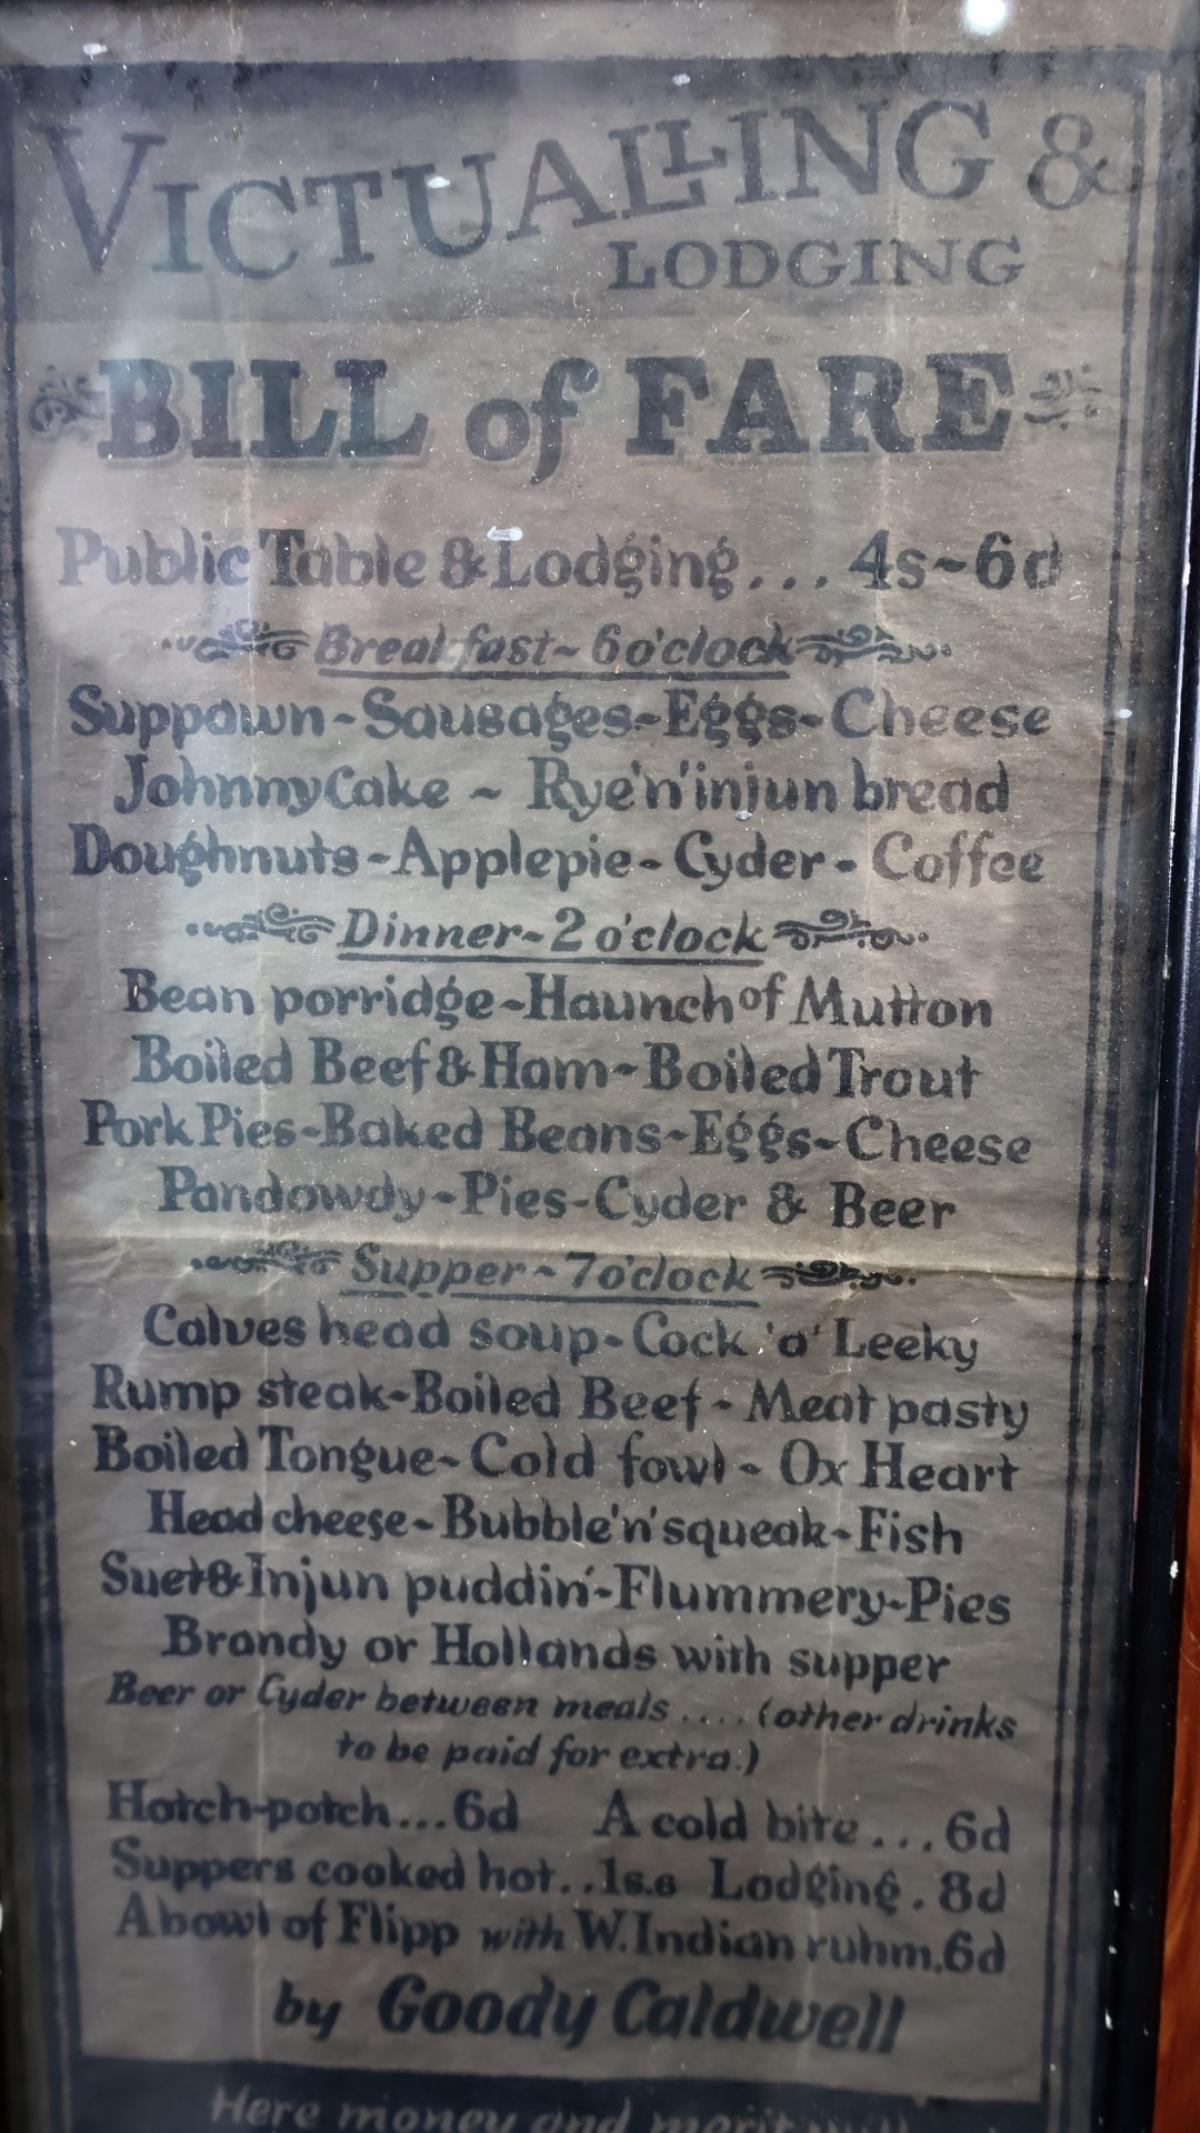 VICTUALLING &
LODGING
BILL of FARE
Public Table & Lodging... 4s~6d
Breakfast~ 6 o'clock
Suppawn~Sausages~Eggs~Cheese
Johnny Cake ~ Rye'n'injun bread
Doughnuts-Applepie-Cyder-Coffee
Dinner~2 o'clock
Bean porridge~Haunch of Mutton
Boiled Beef & Ham~Boiled Trout
Pork Pies~Baked Beans~Eggs~Cheese
Pandowdy~Pies-Cyder & Beer
Supper~7 o'clock
Calves head soup~Cock 'a' Leeky
Rump steak~Boiled Beef~Meat pasty
Boiled Tongue~Cold fowl~Ox Heart
Head cheese~Bubble'n'squeak~Fish
Suet & Injun puddin'~Flummery~Pies
Brandy or Hollands with supper
Beer or Cyder between meals .... (other drinks
to be paid for extra.)
Hotch-potch...6d A cold bite...6d
Suppers cooked hot..1s.6 Lodging.8d
A bowl of Flipp with W.Indian ruhm.6d
by Goody Caldwell
Here money and merit